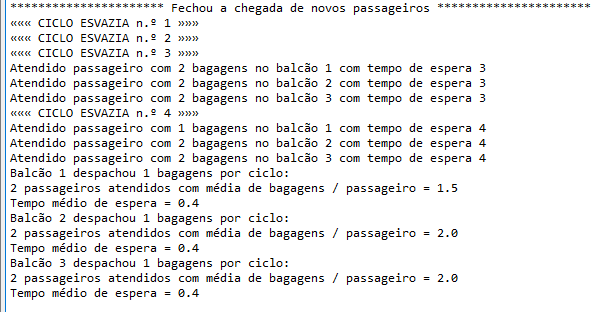 ********************** Fechou a chegada de novos passageiros **********************
««« CICLO ESVAZIA n.º 1 »»»
««« CICLO ESVAZIA n.º 2 »»»
««« CICLO ESVAZIA n.º 3 »»»
Atendido passageiro com 2 bagagens no balcão 1 com tempo de espera 3
Atendido passageiro com 2 bagagens no balcão 2 com tempo de espera 3
Atendido passageiro com 2 bagagens no balcão 3 com tempo de espera 3
««« CICLO ESVAZIA n.º 4 »»»
Atendido passageiro com 1 bagagens no balcão 1 com tempo de espera 4
Atendido passageiro com 2 bagagens no balcão 2 com tempo de espera 4
Atendido passageiro com 2 bagagens no balcão 3 com tempo de espera 4
Balcão 1 despachou 1 bagagens por ciclo:
2 passageiros atendidos com média de bagagens / passageiro = 1.5
Tempo médio de espera = 0.4
Balcão 2 despachou 1 bagagens por ciclo:
2 passageiros atendidos com média de bagagens / passageiro = 2.0
Tempo médio de espera = 0.4
Balcão 3 despachou 1 bagagens por ciclo:
2 passageiros atendidos com média de bagagens / passageiro = 2.0
Tempo médio de espera = 0.4